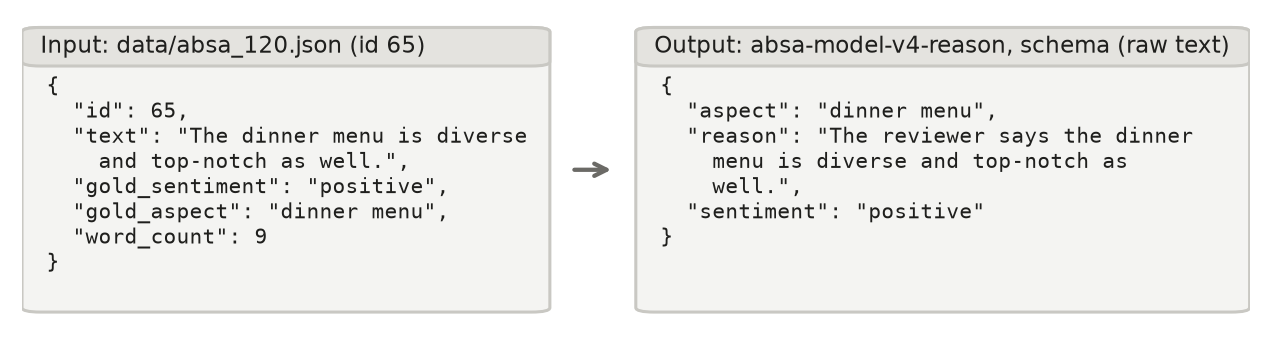 Input: data/absa_120.json (id 65)
{
  "id": 65,
  "text": "The dinner menu is diverse
    and top-notch as well.",
  "gold_sentiment": "positive",
  "gold_aspect": "dinner menu",
  "word_count": 9
}
Output: absa-model-v4-reason, schema (raw text)
{
  "aspect": "dinner menu",
  "reason": "The reviewer says the dinner
    menu is diverse and top-notch as
    well.",
  "sentiment": "positive"
}